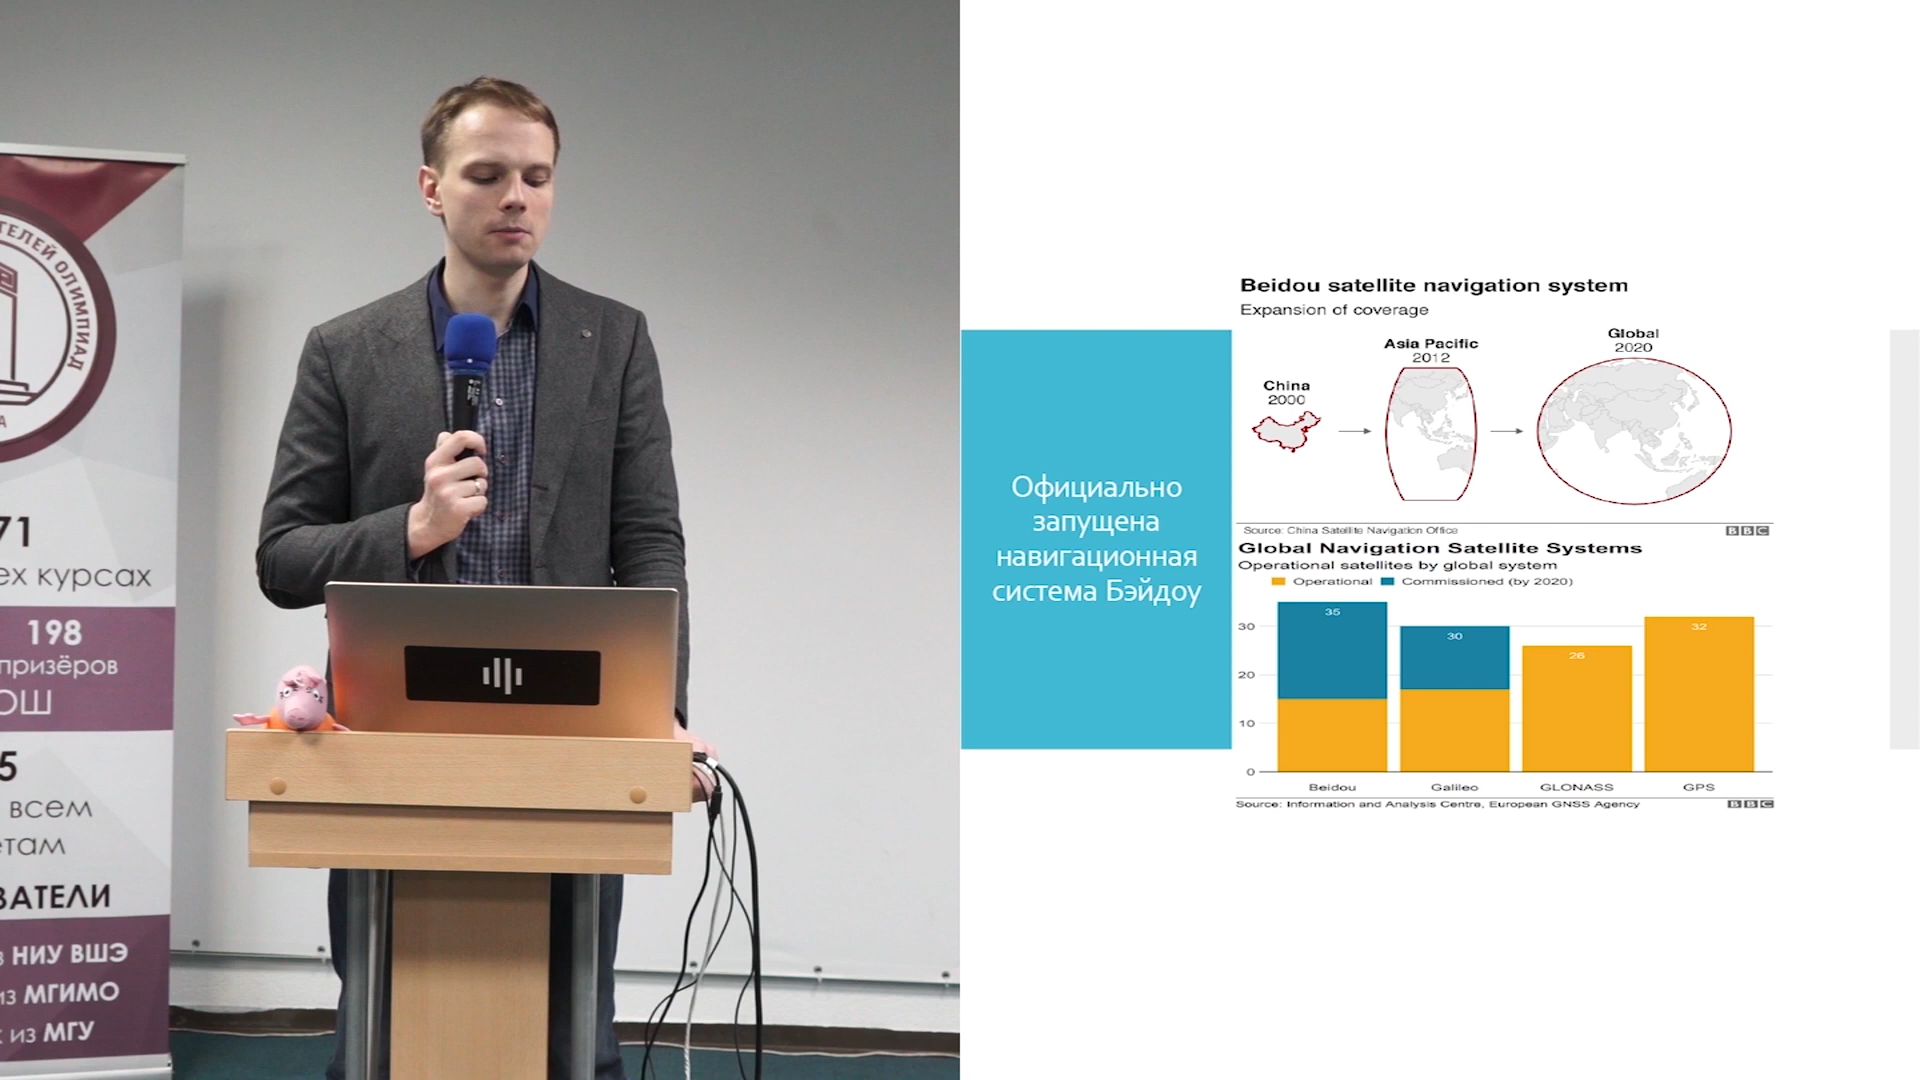 ТЕЛЕЙ ОЛИМПИАД
71
ех курсах
198
призёров
ОШ
5
всем
етам
ВАТЕЛИ
з НИУ ВШЭ
из МГИМО
из МГУ
Официально
запущена
навигационная
система Бэйдоу
Beidou satellite navigation system
Expansion of coverage
China
2000
Asia Pacific
2012
Global
2020
Source: China Satellite Navigation Office
BBC
Global Navigation Satellite Systems
Operational satellites by global system
Operational
Commissioned (by 2020)
35
30
26
32
30
20
10
0
Beidou
Galileo
GLONASS
GPS
Source: Information and Analysis Centre, European GNSS Agency
BBC